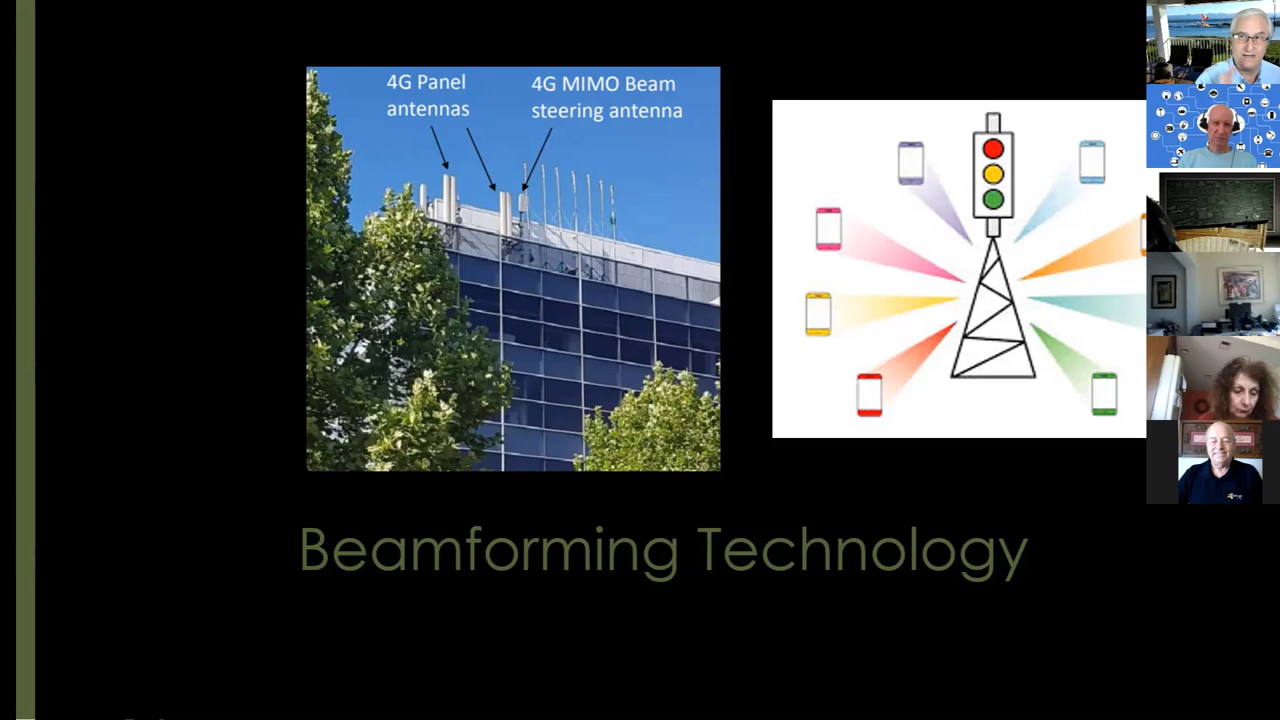 4G Panel
antennas
4G MIMO Beam
steering antenna
Beamforming Technology